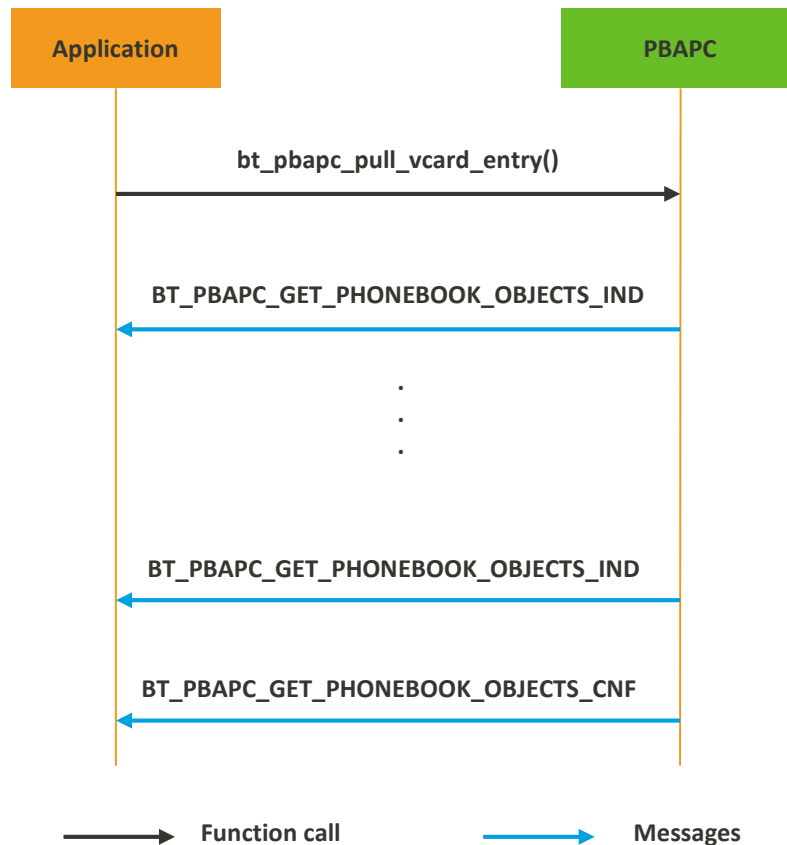 Application
PBAPC
bt_pbapc_pull_vcard_entry()
BT_PBAPC_GET_PHONEBOOK_OBJECTS_IND
.
.
.
BT_PBAPC_GET_PHONEBOOK_OBJECTS_IND
BT_PBAPC_GET_PHONEBOOK_OBJECTS_CNF
Function call
Messages